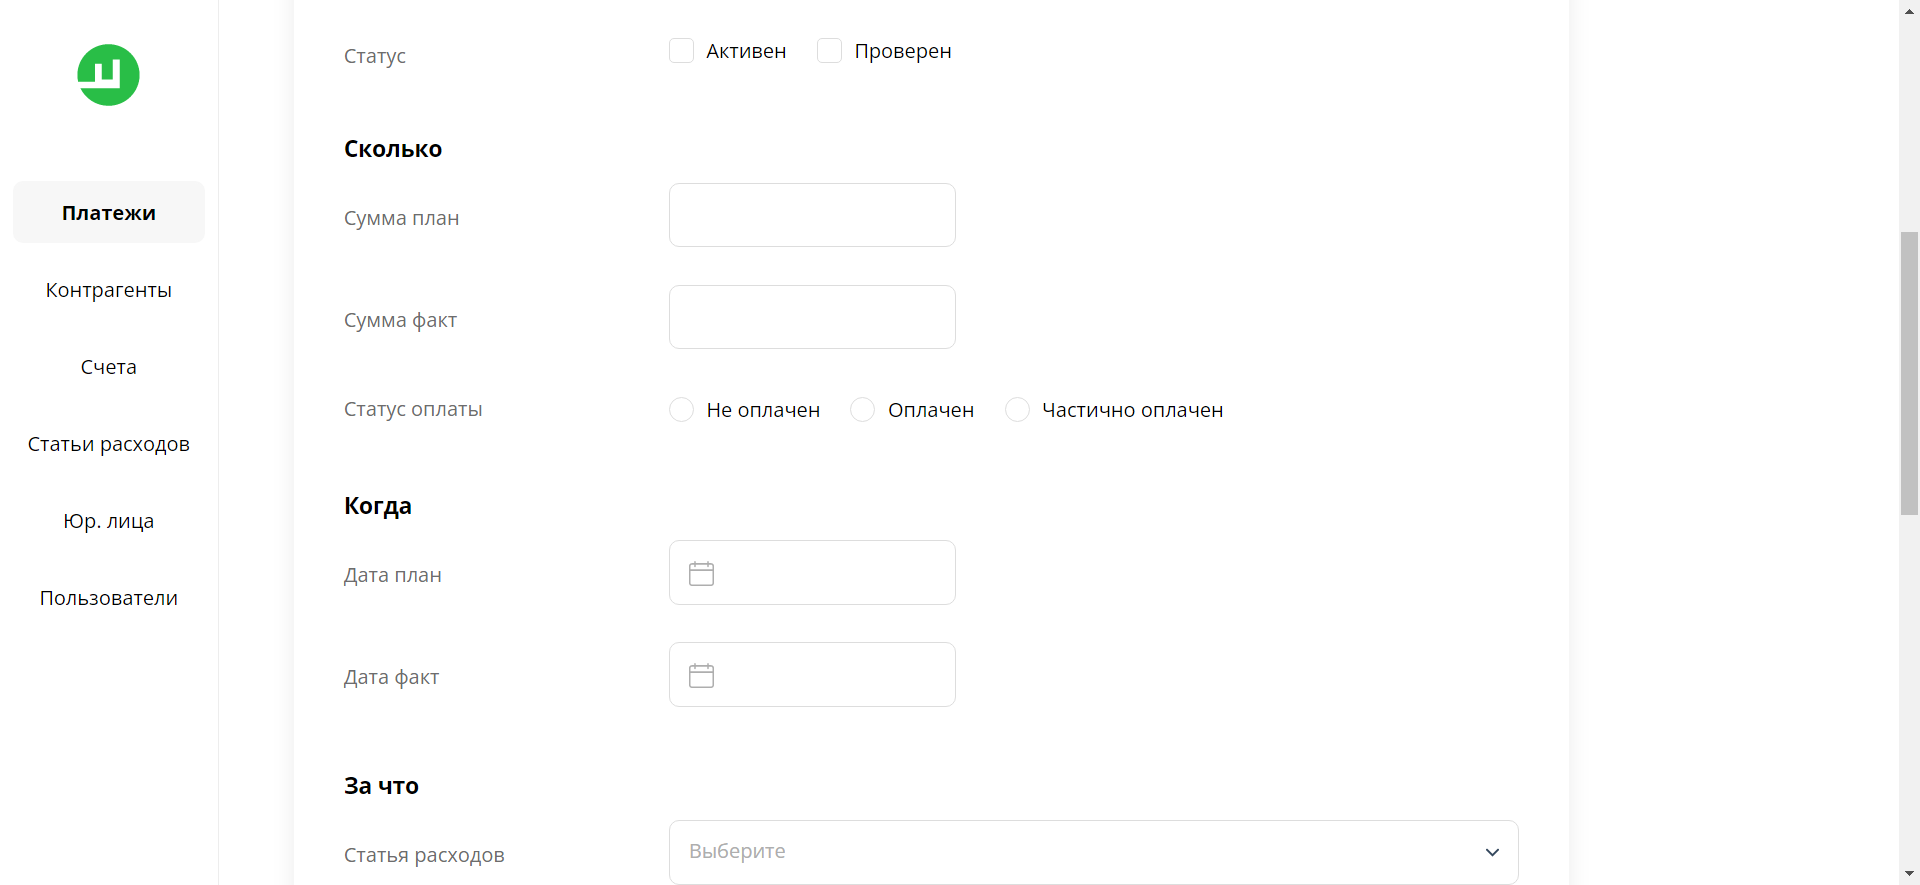 Платежи
Контрагенты
Счета
Статьи расходов
Юр. лица
Пользователи
Статус
Активен
Проверен
Сколько
Сумма план
Сумма факт
Статус оплаты
Не оплачен
Оплачен
Частично оплачен
Когда
Дата план
Дата факт
За что
Статья расходов
Выберите